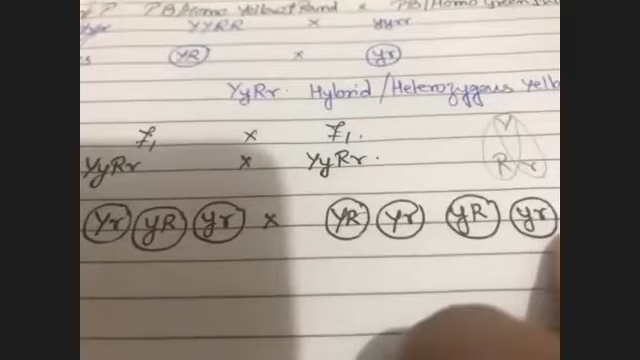 P PB/Homo Yellow Round × PB/Homo Green
YYRR × yyrr
YR × yr
YyRr. Hybrid/Heterozygous Yello
F₁ × F₁.
YyRr × YyRr.
Yr yR yr × YR Yr yR yr
Y
R r